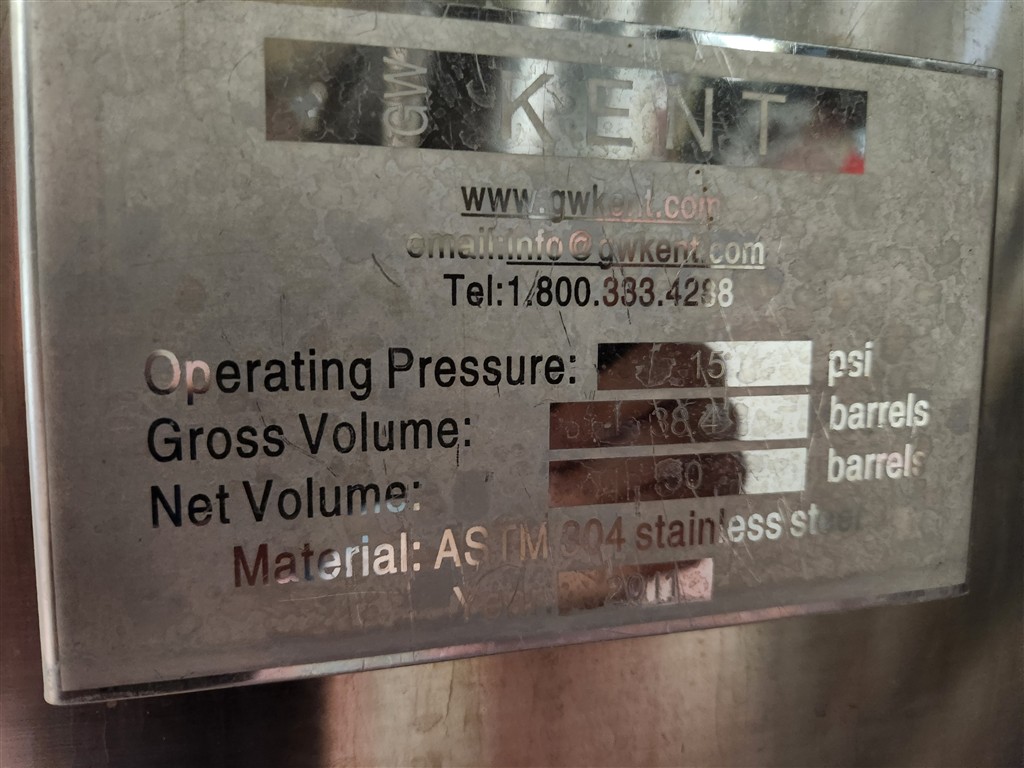 GW KENT
www.gwkent.com
email:info@gwkent.com
Tel:1.800.333.4288
Operating Pressure: 15 psi
Gross Volume: barrels
Net Volume: barrels
Material: ASTM 304 stainless steel
2011